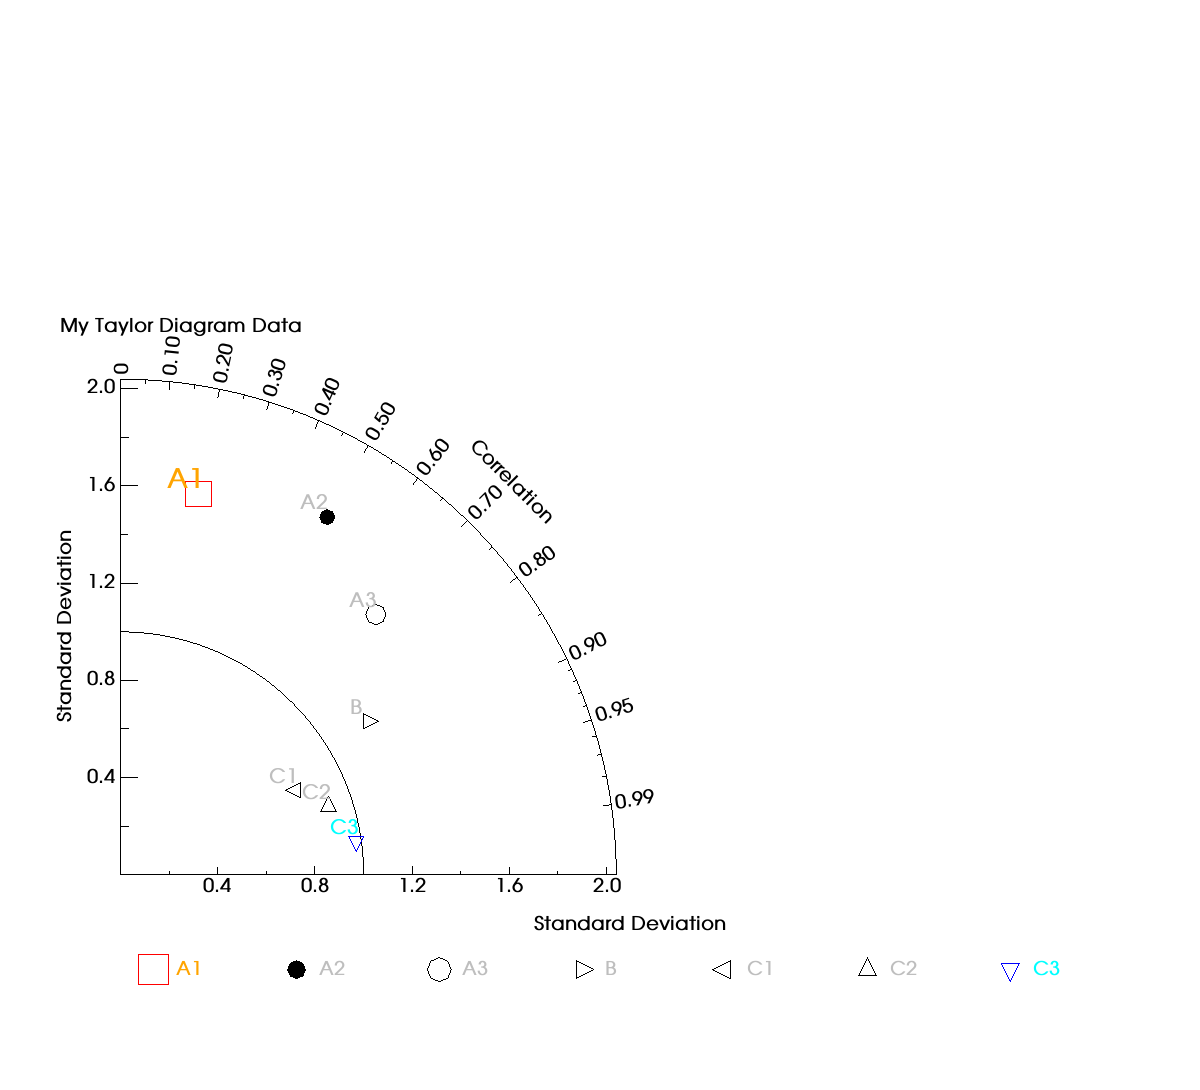 My Taylor Diagram Data
0 0.10 0.20 0.30 0.40 0.50 0.60 0.70 0.80 0.90 0.95 0.99
Correlation
2.0
1.6
1.2
0.8
0.4
Standard Deviation
A1
A2
A3
B
C1
C2
C3
0.4 0.8 1.2 1.6 2.0
Standard Deviation
A1 A2 A3 B C1 C2 C3